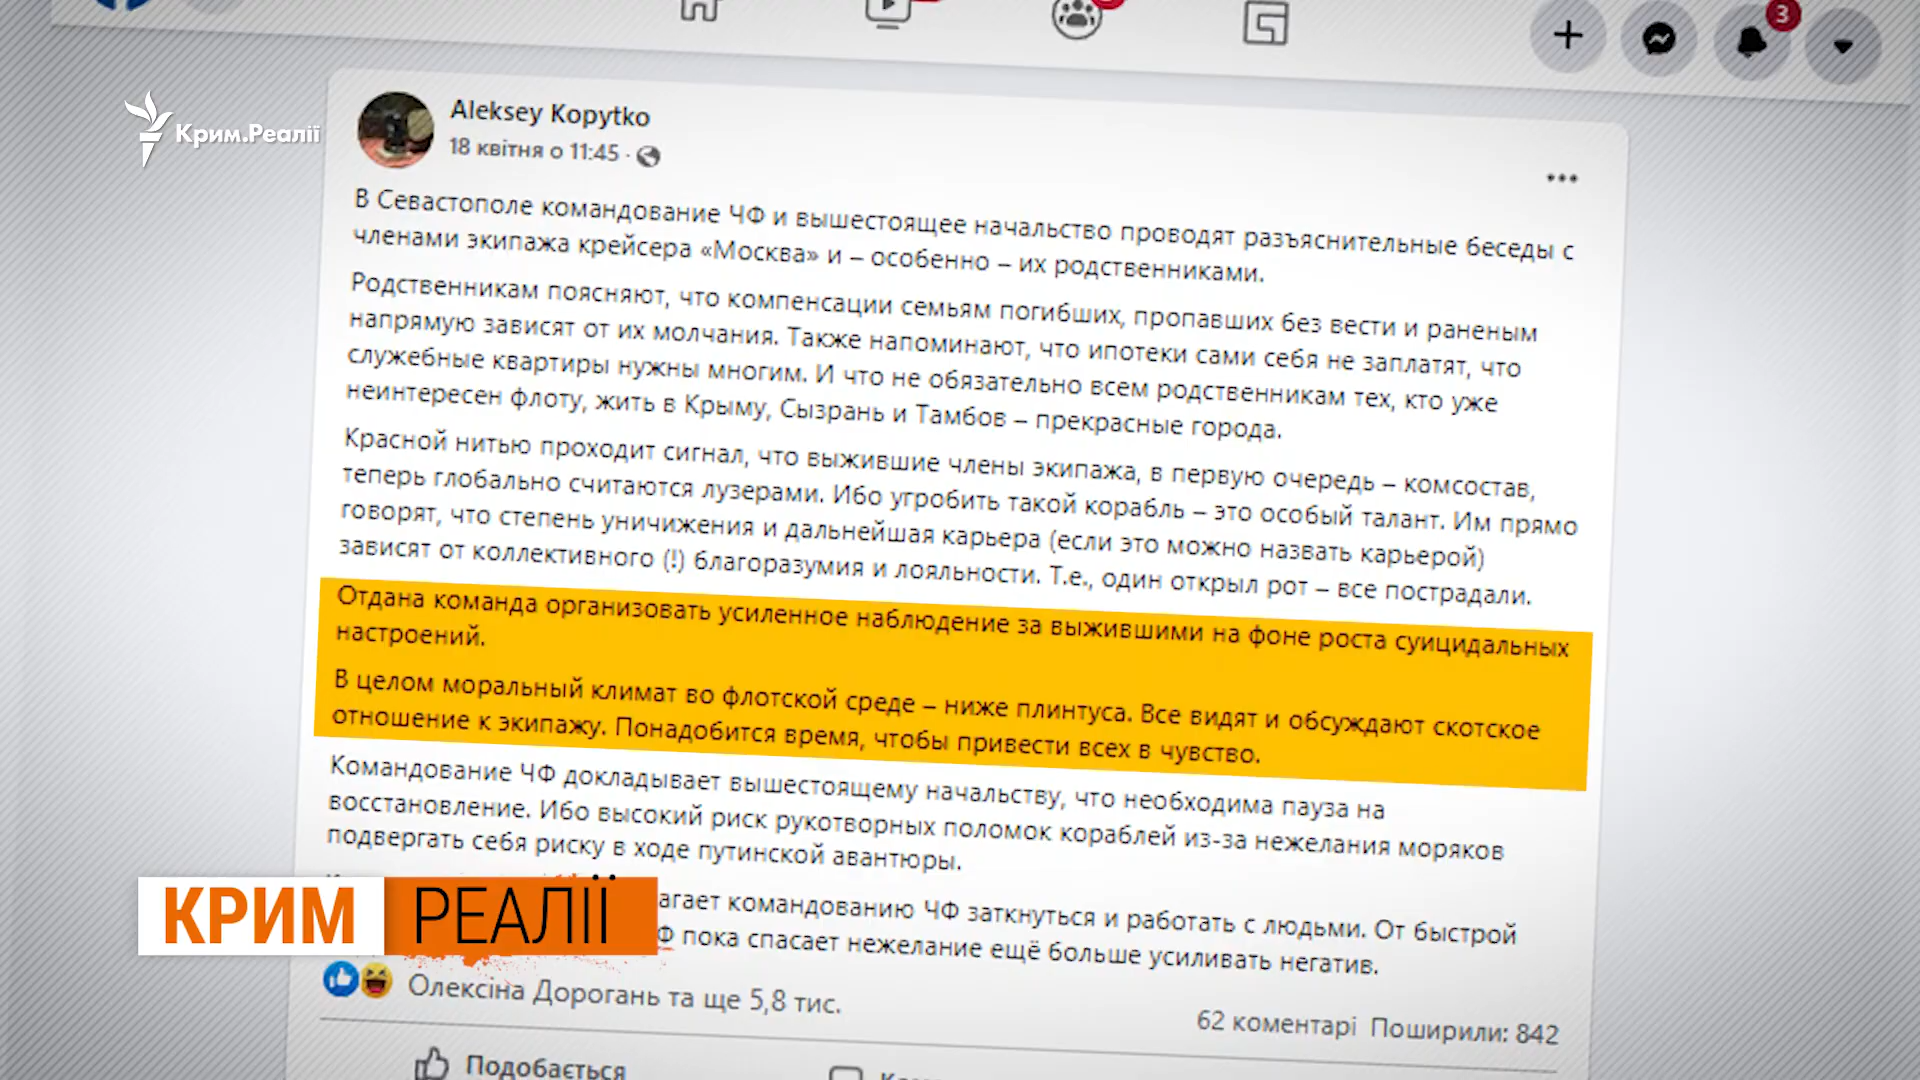 3
Крим.Реалії
Aleksey Kopytko
18 квітня о 11:45 ·
В Севастополе командование ЧФ и вышестоящее начальство проводят разъяснительные беседы с
членами экипажа крейсера «Москва» и – особенно – их родственниками.
Родственникам поясняют, что компенсации семьям погибших, пропавших без вести и раненым
напрямую зависят от их молчания. Также напоминают, что ипотеки сами себя не заплатят, что
служебные квартиры нужны многим. И что не обязательно всем родственникам тех, кто уже
неинтересен флоту, жить в Крыму, Сызрань и Тамбов – прекрасные города.
Красной нитью проходит сигнал, что выжившие члены экипажа, в первую очередь – комсостав,
теперь глобально считаются лузерами. Ибо угробить такой корабль – это особый талант. Им прямо
говорят, что степень уничижения и дальнейшая карьера (если это можно назвать карьерой)
зависят от коллективного (!) благоразумия и лояльности. Т.е., один открыл рот – все пострадали.
Отдана команда организовать усиленное наблюдение за выжившими на фоне роста суицидальных
настроений.
В целом моральный климат во флотской среде – ниже плинтуса. Все видят и обсуждают скотское
отношение к экипажу. Понадобится время, чтобы привести всех в чувство.
Командование ЧФ докладывает вышестоящему начальству, что необходима пауза на
восстановление. Ибо высокий риск рукотворных поломок кораблей из-за нежелания моряков
подвергать себя риску в ходе путинской авантюры.
агает командованию ЧФ заткнуться и работать с людьми. От быстрой
Ф пока спасает нежелание ещё больше усиливать негатив.
КРИМ РЕАЛІЇ
Олексіна Дорогань та ще 5,8 тис.
62 коментарі Поширили: 842
Подобається